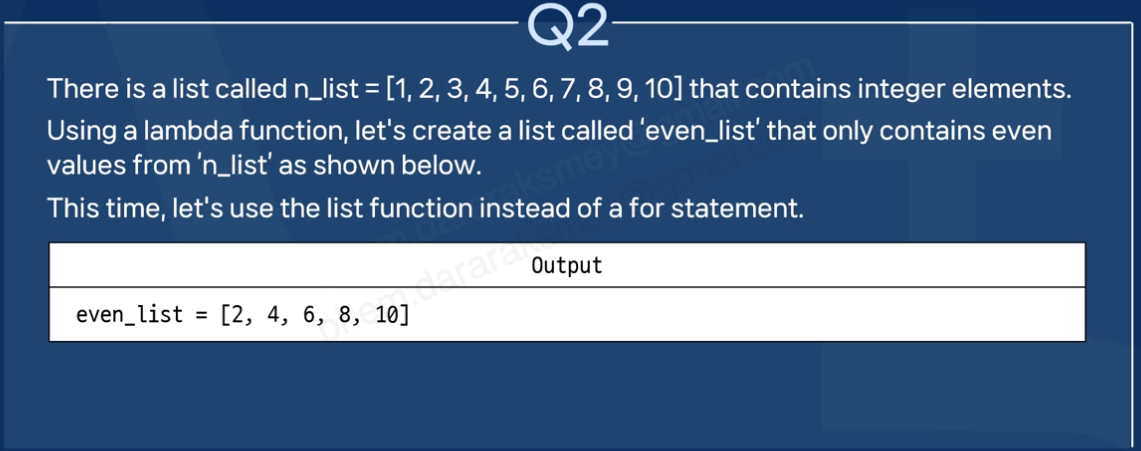 Q2
There is a list called n_list = [1, 2, 3, 4, 5, 6, 7, 8, 9, 10] that contains integer elements.
Using a lambda function, let's create a list called ‘even_list’ that only contains even
values from ‘n_list’ as shown below.
This time, let's use the list function instead of a for statement.
Output
even_list = [2, 4, 6, 8, 10]